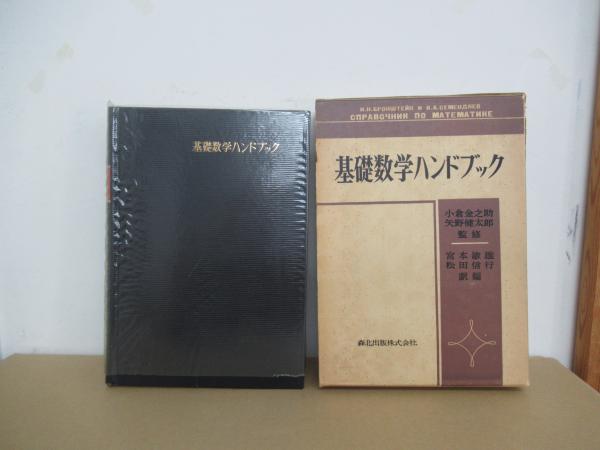 基礎数学ハンドブック
И.Н.БРОНШТЕЙН И К.А.СЕМЕНДЯЕВ
СПРАВОЧНИК ПО МАТЕМАТИКЕ
基礎数学ハンドブック
小倉金之助
矢野健太郎
監修
宮本敏雄
松田信行
訳編
森北出版株式会社